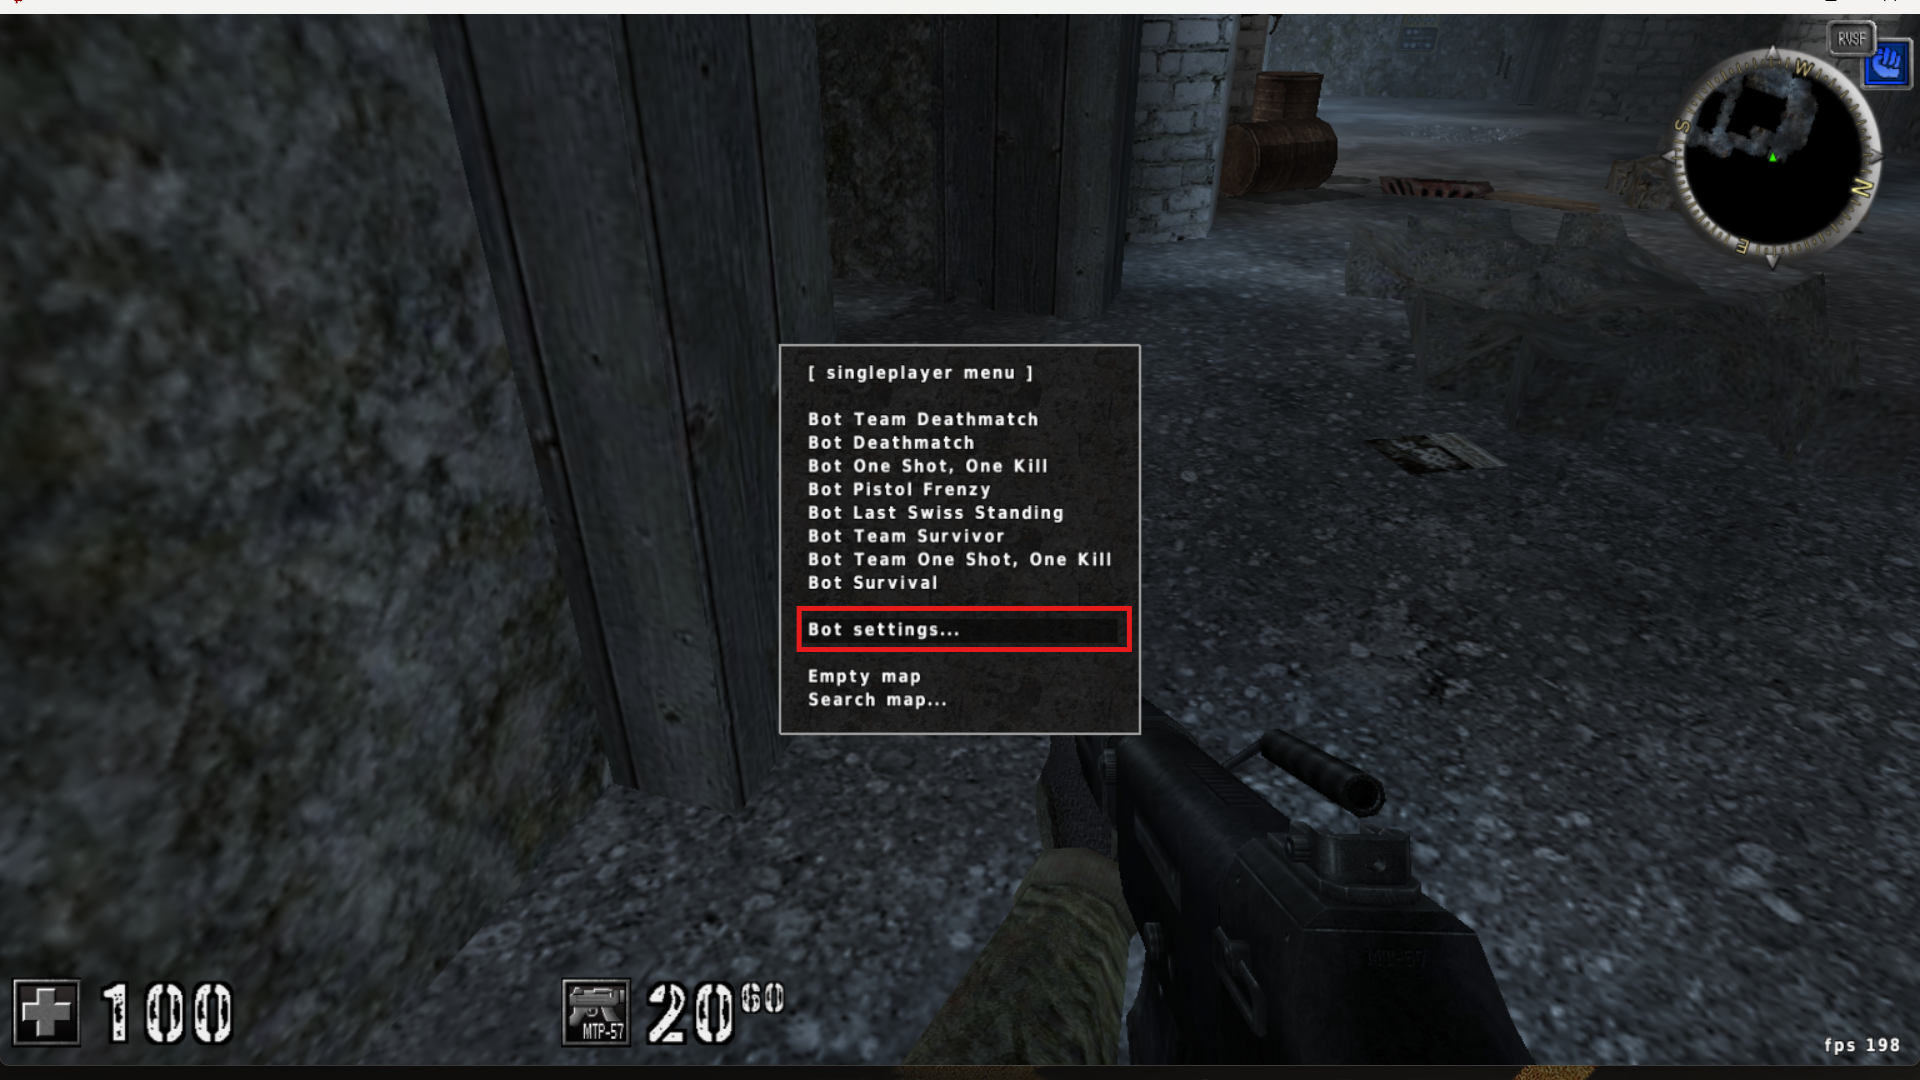 RVSF
W
S
N
E
[ singleplayer menu ]
Bot Team Deathmatch
Bot Deathmatch
Bot One Shot, One Kill
Bot Pistol Frenzy
Bot Last Swiss Standing
Bot Team Survivor
Bot Team One Shot, One Kill
Bot Survival
Bot settings...
Empty map
Search map...
100
MTP-57
20 60
MTP-57
fps 198